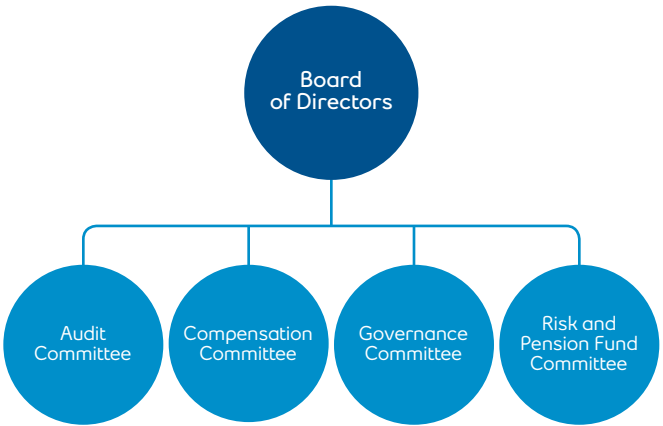 Board
of Directors
Audit
Committee
Compensation
Committee
Governance
Committee
Risk and
Pension Fund
Committee